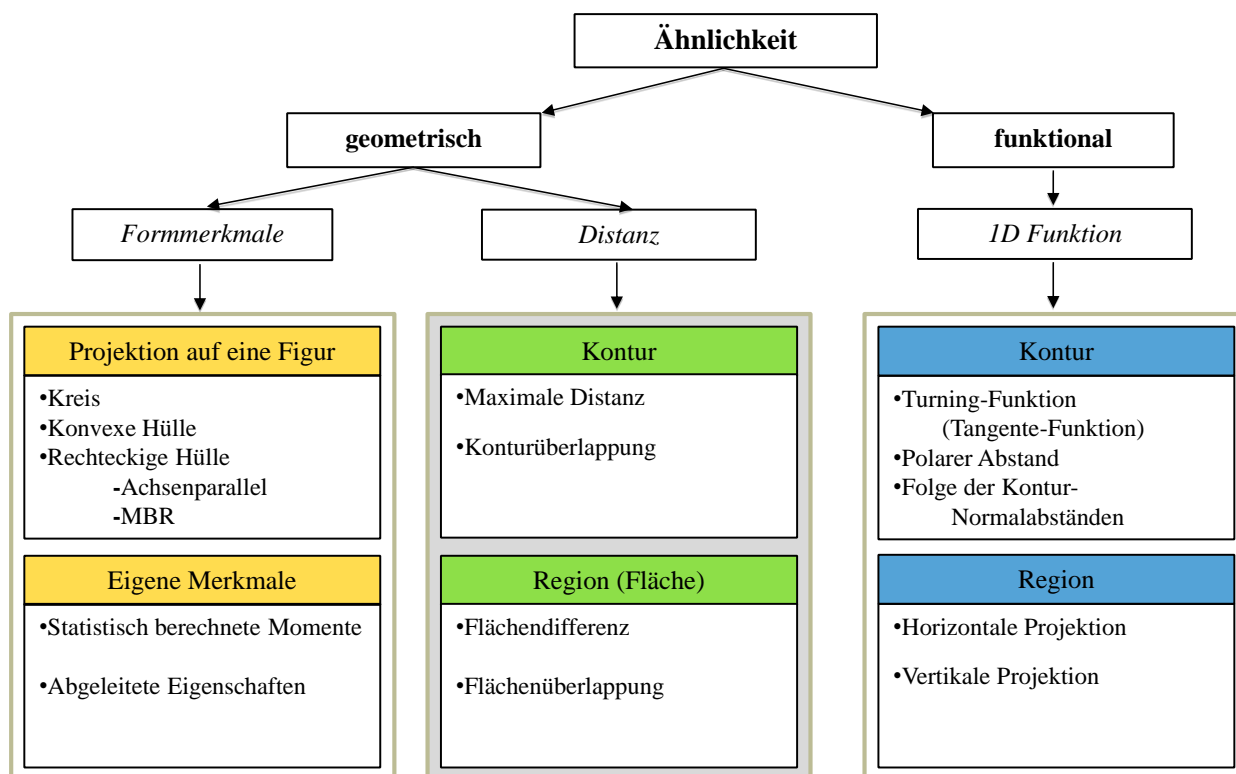 Ähnlichkeit
geometrisch
funktional
Formmerkmale
Distanz
1D Funktion
Projektion auf eine Figur
•Kreis
•Konvexe Hülle
•Rechteckige Hülle
-Achsenparallel
-MBR
Eigene Merkmale
•Statistisch berechnete Momente
•Abgeleitete Eigenschaften
Kontur
•Maximale Distanz
•Konturüberlappung
Region (Fläche)
•Flächendifferenz
•Flächenüberlappung
Kontur
•Turning-Funktion
(Tangente-Funktion)
•Polarer Abstand
•Folge der Kontur-
Normalabständen
Region
•Horizontale Projektion
•Vertikale Projektion